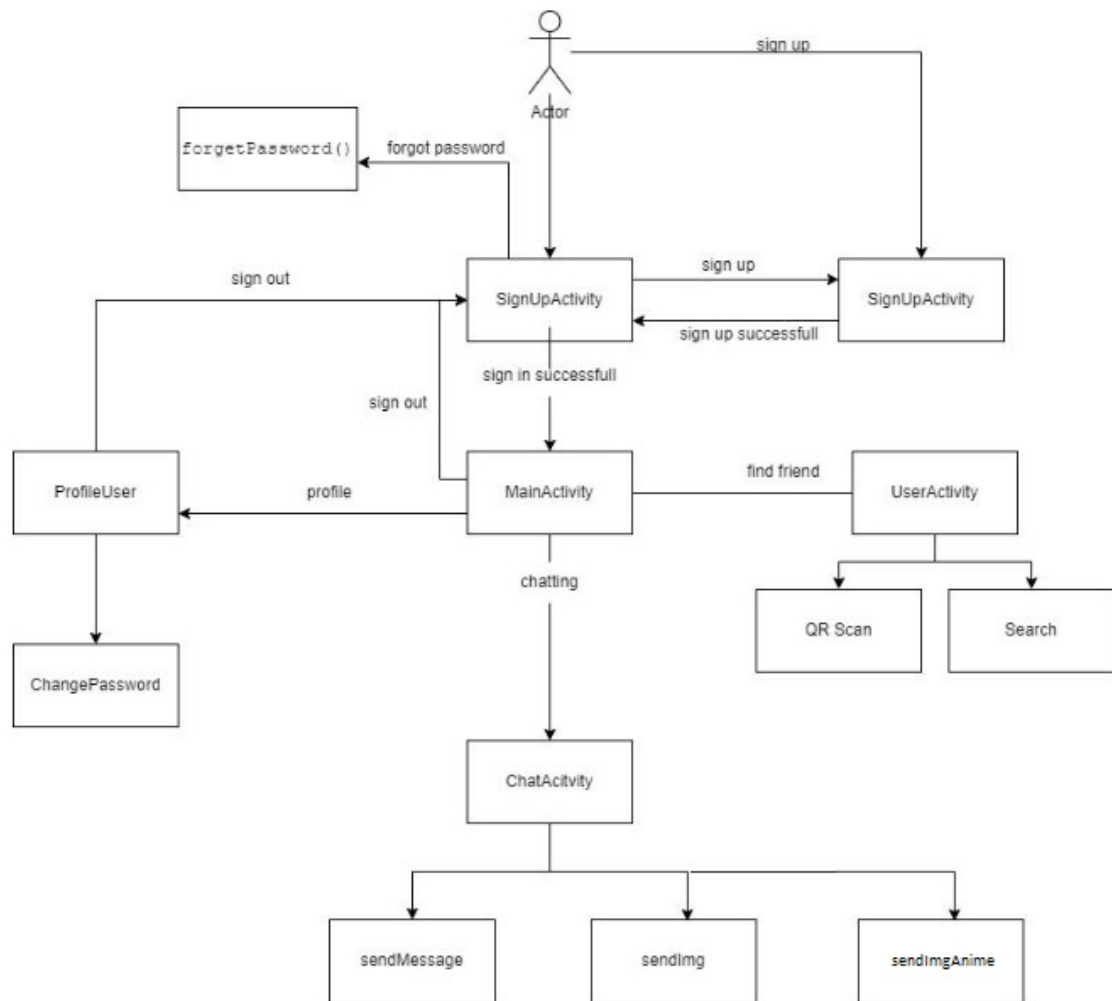 sign up
Actor
forgetPassword()
forgot password
sign out
SignUpActivity
sign up
SignUpActivity
sign up successfull
sign in successfull
sign out
ProfileUser
profile
MainActivity
find friend
UserActivity
chatting
QR Scan
Search
ChangePassword
ChatAcitvity
sendMessage
sendImg
sendImgAnime